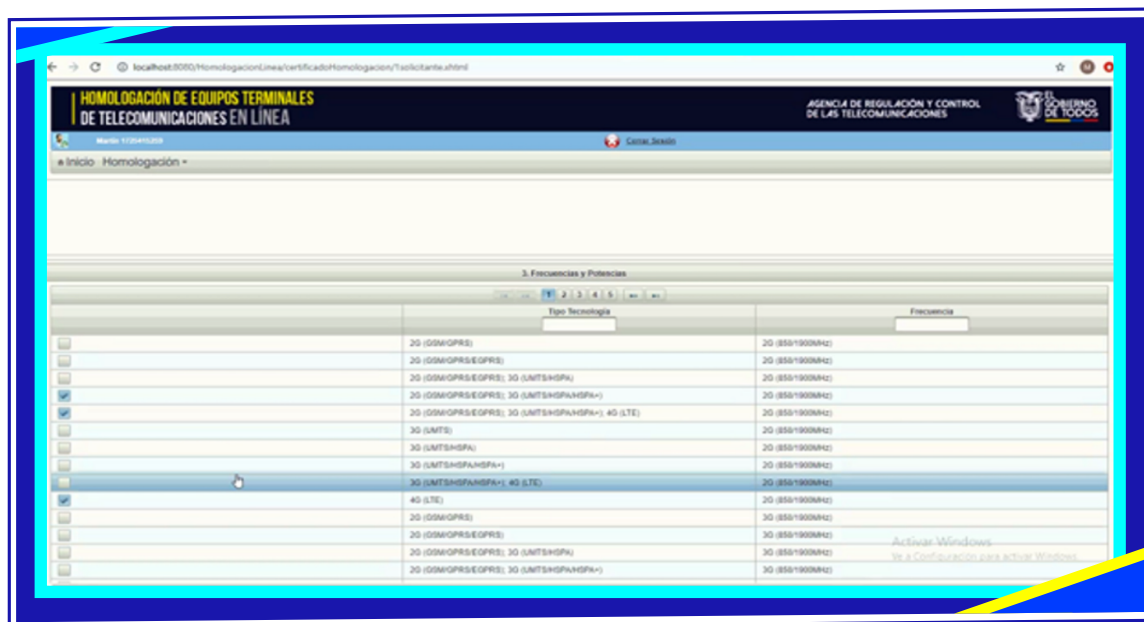 localhost:8080/HomologacionLinea/certificadoHomologacion/1solicitante.xhtml
HOMOLOGACIÓN DE EQUIPOS TERMINALES
DE TELECOMUNICACIONES EN LÍNEA
AGENCIA DE REGULACIÓN Y CONTROL
DE LAS TELECOMUNICACIONES
EL
GOBIERNO
DE TODOS
Cerrar Sesión
Inicio Homologación
3. Frecuencias y Potencias
1 2 3 4 5
Tipo Tecnología Frecuencia
2G (GSM/GPRS) 2G (850/1900MHz)
2G (GSM/GPRS/EGPRS) 2G (850/1900MHz)
2G (GSM/GPRS/EGPRS); 3G (UMTS/HSPA) 2G (850/1900MHz)
2G (GSM/GPRS/EGPRS); 3G (UMTS/HSPA/HSPA+) 2G (850/1900MHz)
2G (GSM/GPRS/EGPRS); 3G (UMTS/HSPA/HSPA+); 4G (LTE) 2G (850/1900MHz)
3G (UMTS) 2G (850/1900MHz)
3G (UMTS/HSPA) 2G (850/1900MHz)
3G (UMTS/HSPA/HSPA+) 2G (850/1900MHz)
3G (UMTS/HSPA/HSPA+); 4G (LTE) 2G (850/1900MHz)
4G (LTE) 2G (850/1900MHz)
2G (GSM/GPRS) 3G (850/1900MHz)
2G (GSM/GPRS/EGPRS) 3G (850/1900MHz)
2G (GSM/GPRS/EGPRS); 3G (UMTS/HSPA) 3G (850/1900MHz)
2G (GSM/GPRS/EGPRS); 3G (UMTS/HSPA/HSPA+) 3G (850/1900MHz)
Activar Windows
Ve a Configuración para activar Windows.